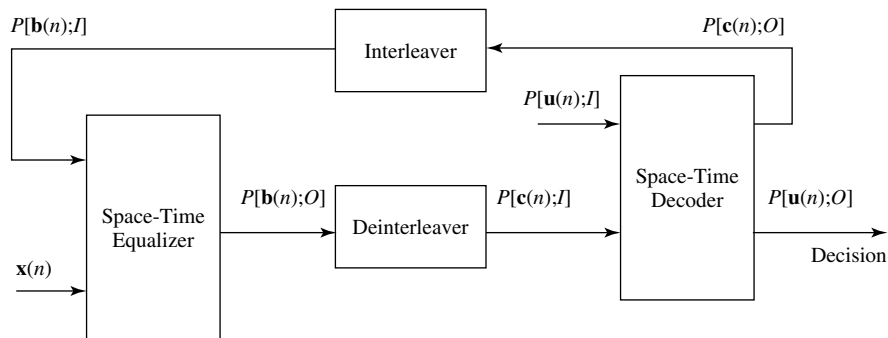 P[b(n);I]
P[c(n);O]
Interleaver
P[u(n);I]
Space-Time
Decoder
P[b(n);O]
P[c(n);I]
P[u(n);O]
Space-Time
Equalizer
Deinterleaver
x(n)
Decision